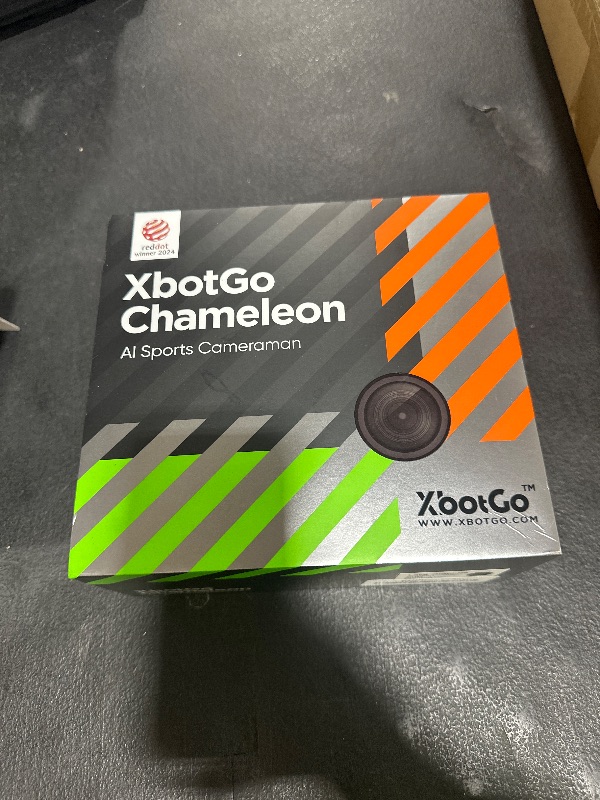 reddot
winner 2024
XbotGo
Chameleon
AI Sports Cameraman
XbotGo™
WWW.XBOTGO.COM